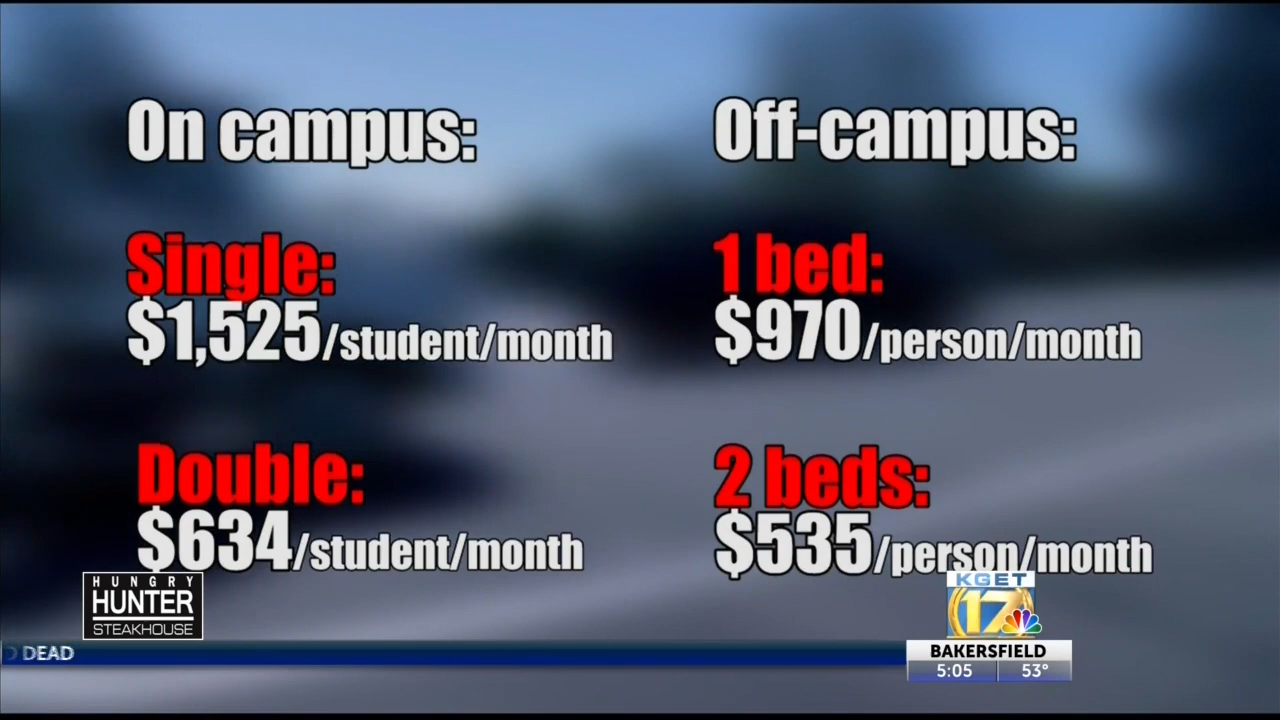 On campus:
Single:
$1,525/student/month
Double:
$634/student/month
Off-campus:
1 bed:
$970/person/month
2 beds:
$535/person/month
HUNGRY
HUNTER
STEAKHOUSE
KGET
17
DEAD
BAKERSFIELD
5:05 53°